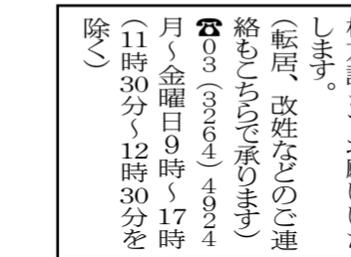 します。
（転居、改姓などのご連
絡もこちらで承ります）
☎03（3264）4924
月～金曜日9時～17時
（11時30分～12時30分を
除く）